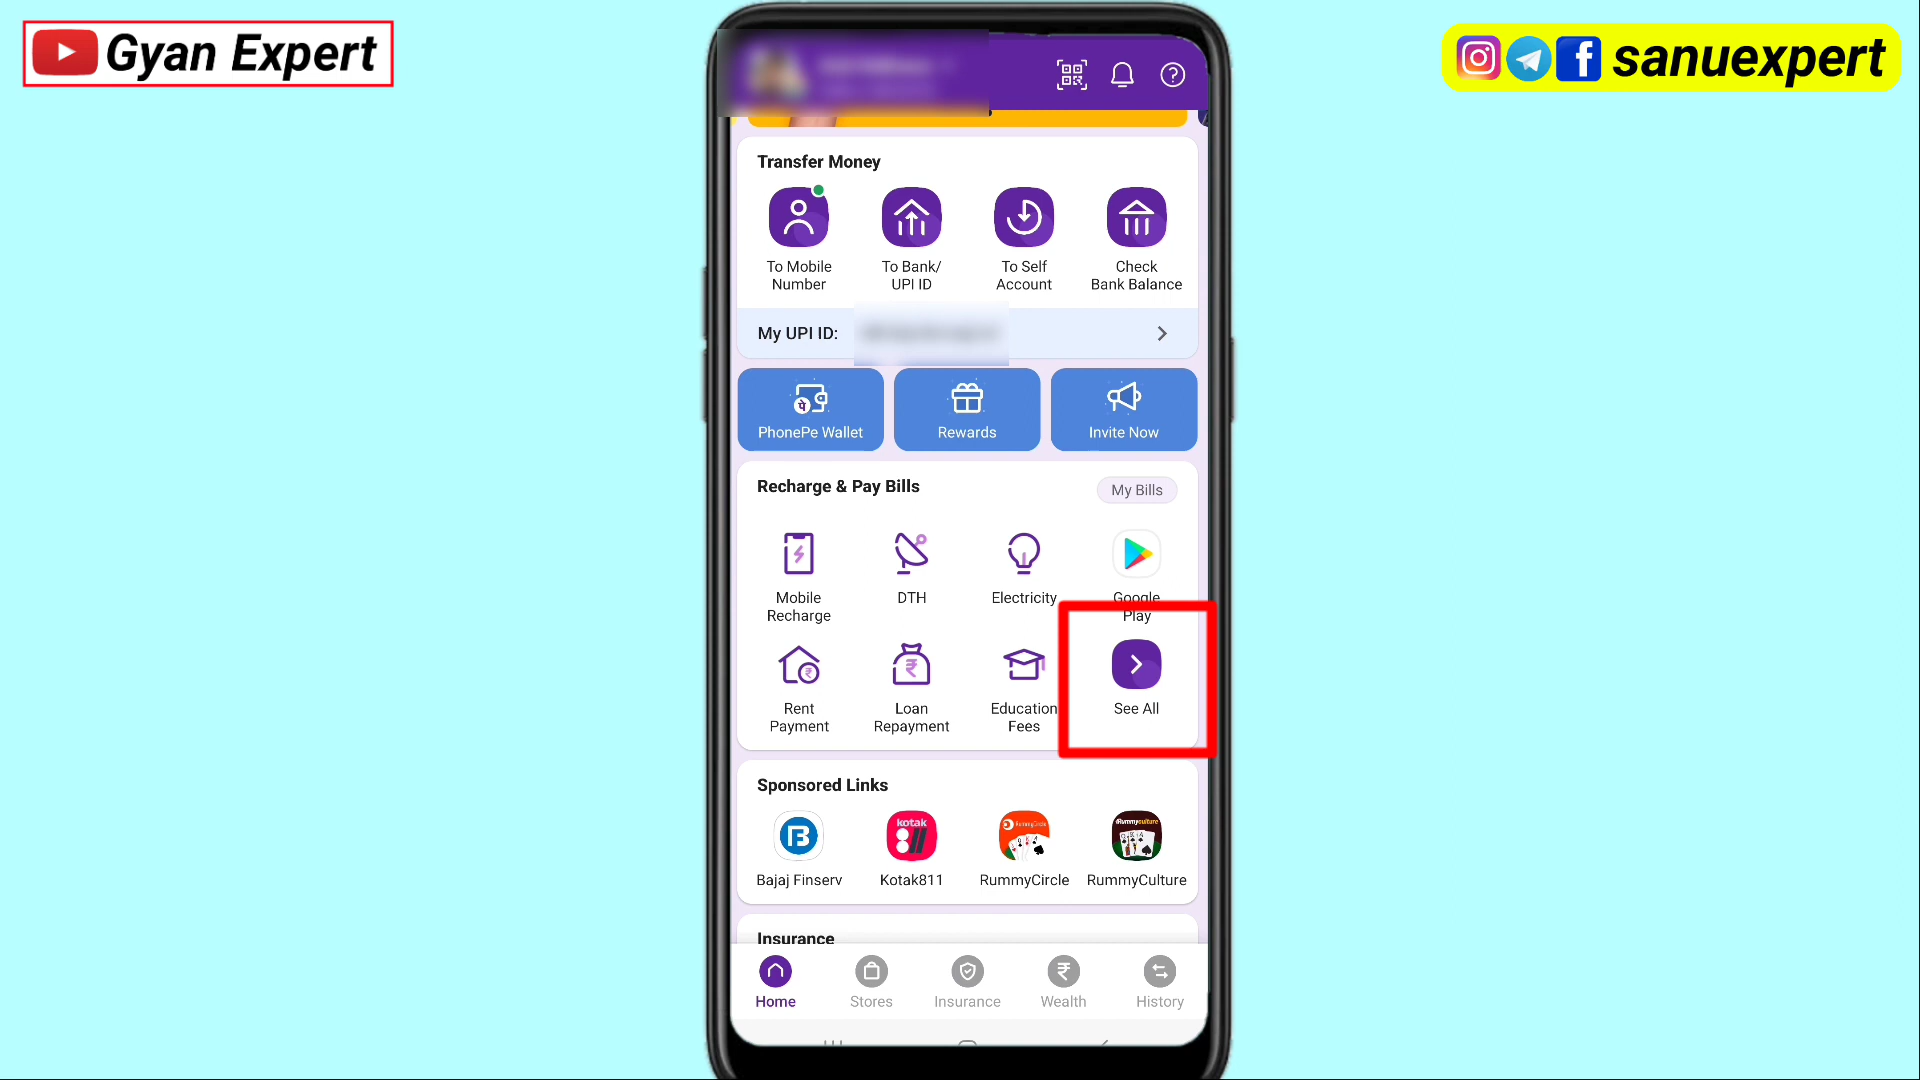 Gyan Expert
sanuexpert
Transfer Money
To Mobile
Number
To Bank/
UPI ID
To Self
Account
Check
Bank Balance
My UPI ID:
PhonePe Wallet
Rewards
Invite Now
Recharge & Pay Bills
My Bills
Mobile
Recharge
DTH
Electricity
Google
Play
Rent
Payment
Loan
Repayment
Education
Fees
See All
Sponsored Links
kotak
RummyCircle
Rummyculture
Bajaj Finserv
Kotak811
RummyCircle
RummyCulture
Insurance
Home
Stores
Insurance
Wealth
History